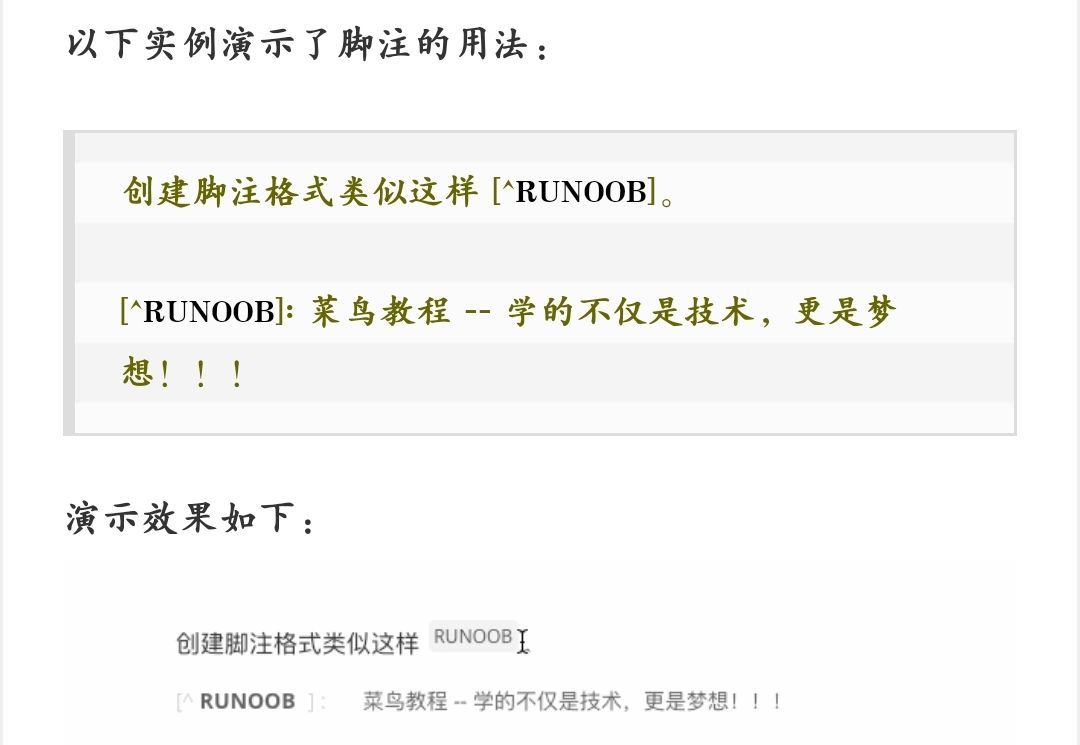 以下实例演示了脚注的用法：
创建脚注格式类似这样 [^RUNOOB]。
[^RUNOOB]: 菜鸟教程 -- 学的不仅是技术，更是梦
想！！！
演示效果如下：
创建脚注格式类似这样 RUNOOB
[^ RUNOOB ]： 菜鸟教程 -- 学的不仅是技术，更是梦想！！！